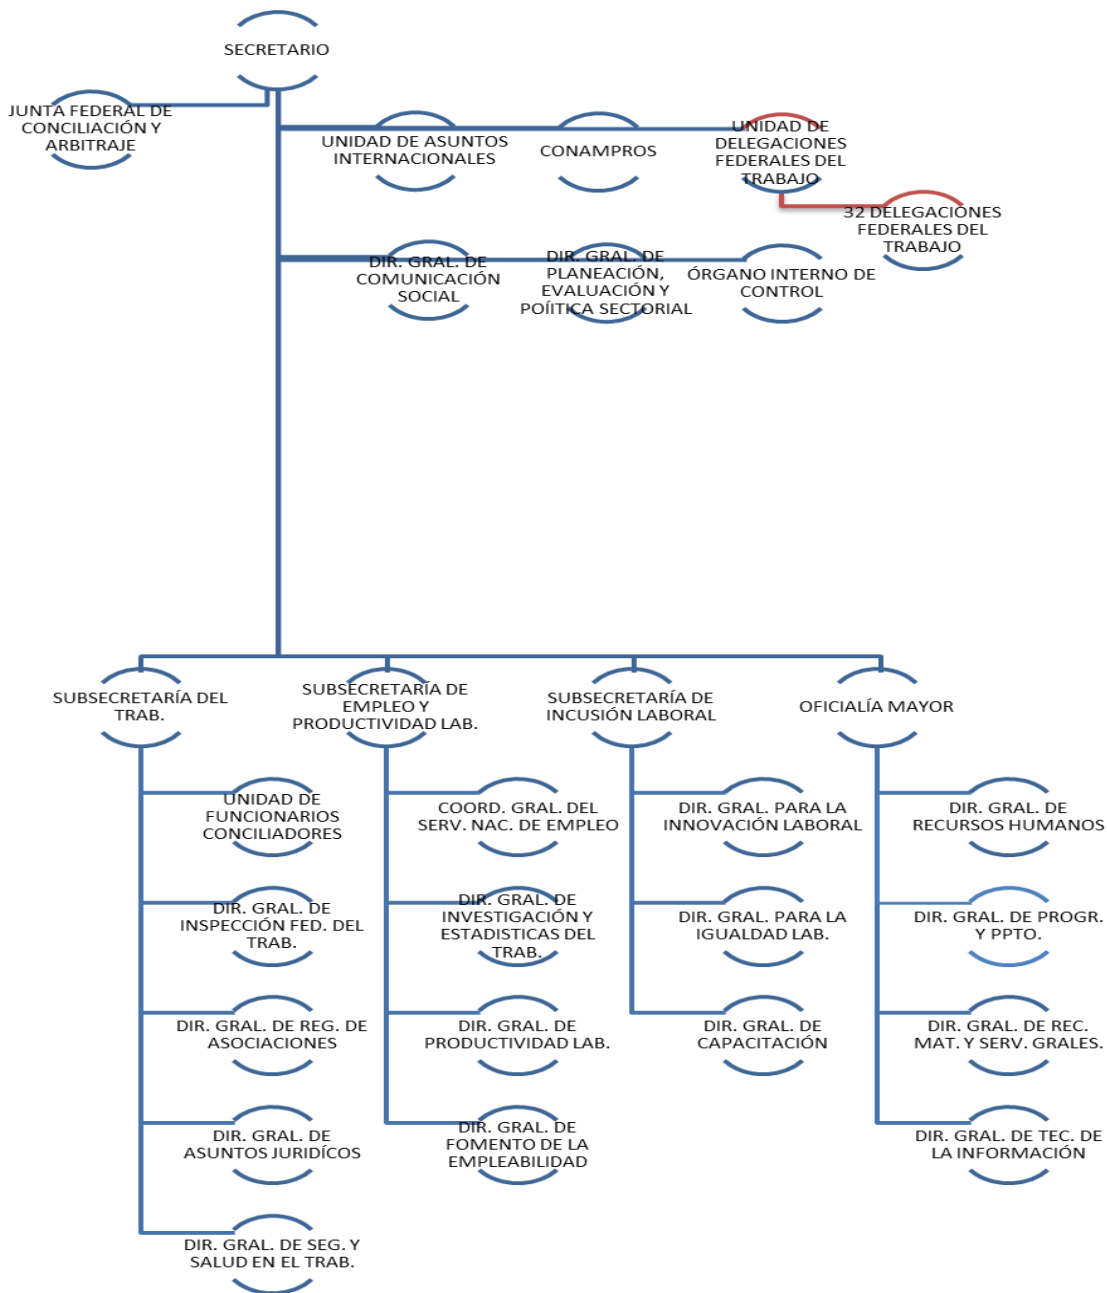 SECRETARIO
JUNTA FEDERAL DE
CONCILIACIÓN Y
ARBITRAJE
UNIDAD DE ASUNTOS
INTERNACIONALES
CONAMPROS
UNIDAD DE
DELEGACIONES
FEDERALES DEL
TRABAJO
32 DELEGACIONES
FEDERALES DEL
TRABAJO
DIR. GRAL. DE
COMUNICACIÓN
SOCIAL
DIR. GRAL. DE
PLANEACIÓN,
EVALUACIÓN Y
POIÍTICA SECTORIAL
ÓRGANO INTERNO DE
CONTROL
SUBSECRETARÍA DEL
TRAB.
SUBSECRETARÍA DE
EMPLEO Y
PRODUCTIVIDAD LAB.
SUBSECRETARÍA DE
INCUSIÓN LABORAL
OFICIALÍA MAYOR
UNIDAD DE
FUNCIONARIOS
CONCILIADORES
COORD. GRAL. DEL
SERV. NAC. DE EMPLEO
DIR. GRAL. PARA LA
INNOVACIÓN LABORAL
DIR. GRAL. DE
RECURSOS HUMANOS
DIR. GRAL. DE
INSPECCIÓN FED. DEL
TRAB.
DIR. GRAL. DE
INVESTIGACIÓN Y
ESTADISTICAS DEL
TRAB.
DIR. GRAL. PARA LA
IGUALDAD LAB.
DIR. GRAL. DE PROGR.
Y PPTO.
DIR. GRAL. DE REG. DE
ASOCIACIONES
DIR. GRAL. DE
PRODUCTIVIDAD LAB.
DIR. GRAL. DE
CAPACITACIÓN
DIR. GRAL. DE REC.
MAT. Y SERV. GRALES.
DIR. GRAL. DE
ASUNTOS JURIDÍCOS
DIR. GRAL. DE
FOMENTO DE LA
EMPLEABILIDAD
DIR. GRAL. DE TEC. DE
LA INFORMACIÓN
DIR. GRAL. DE SEG. Y
SALUD EN EL TRAB.